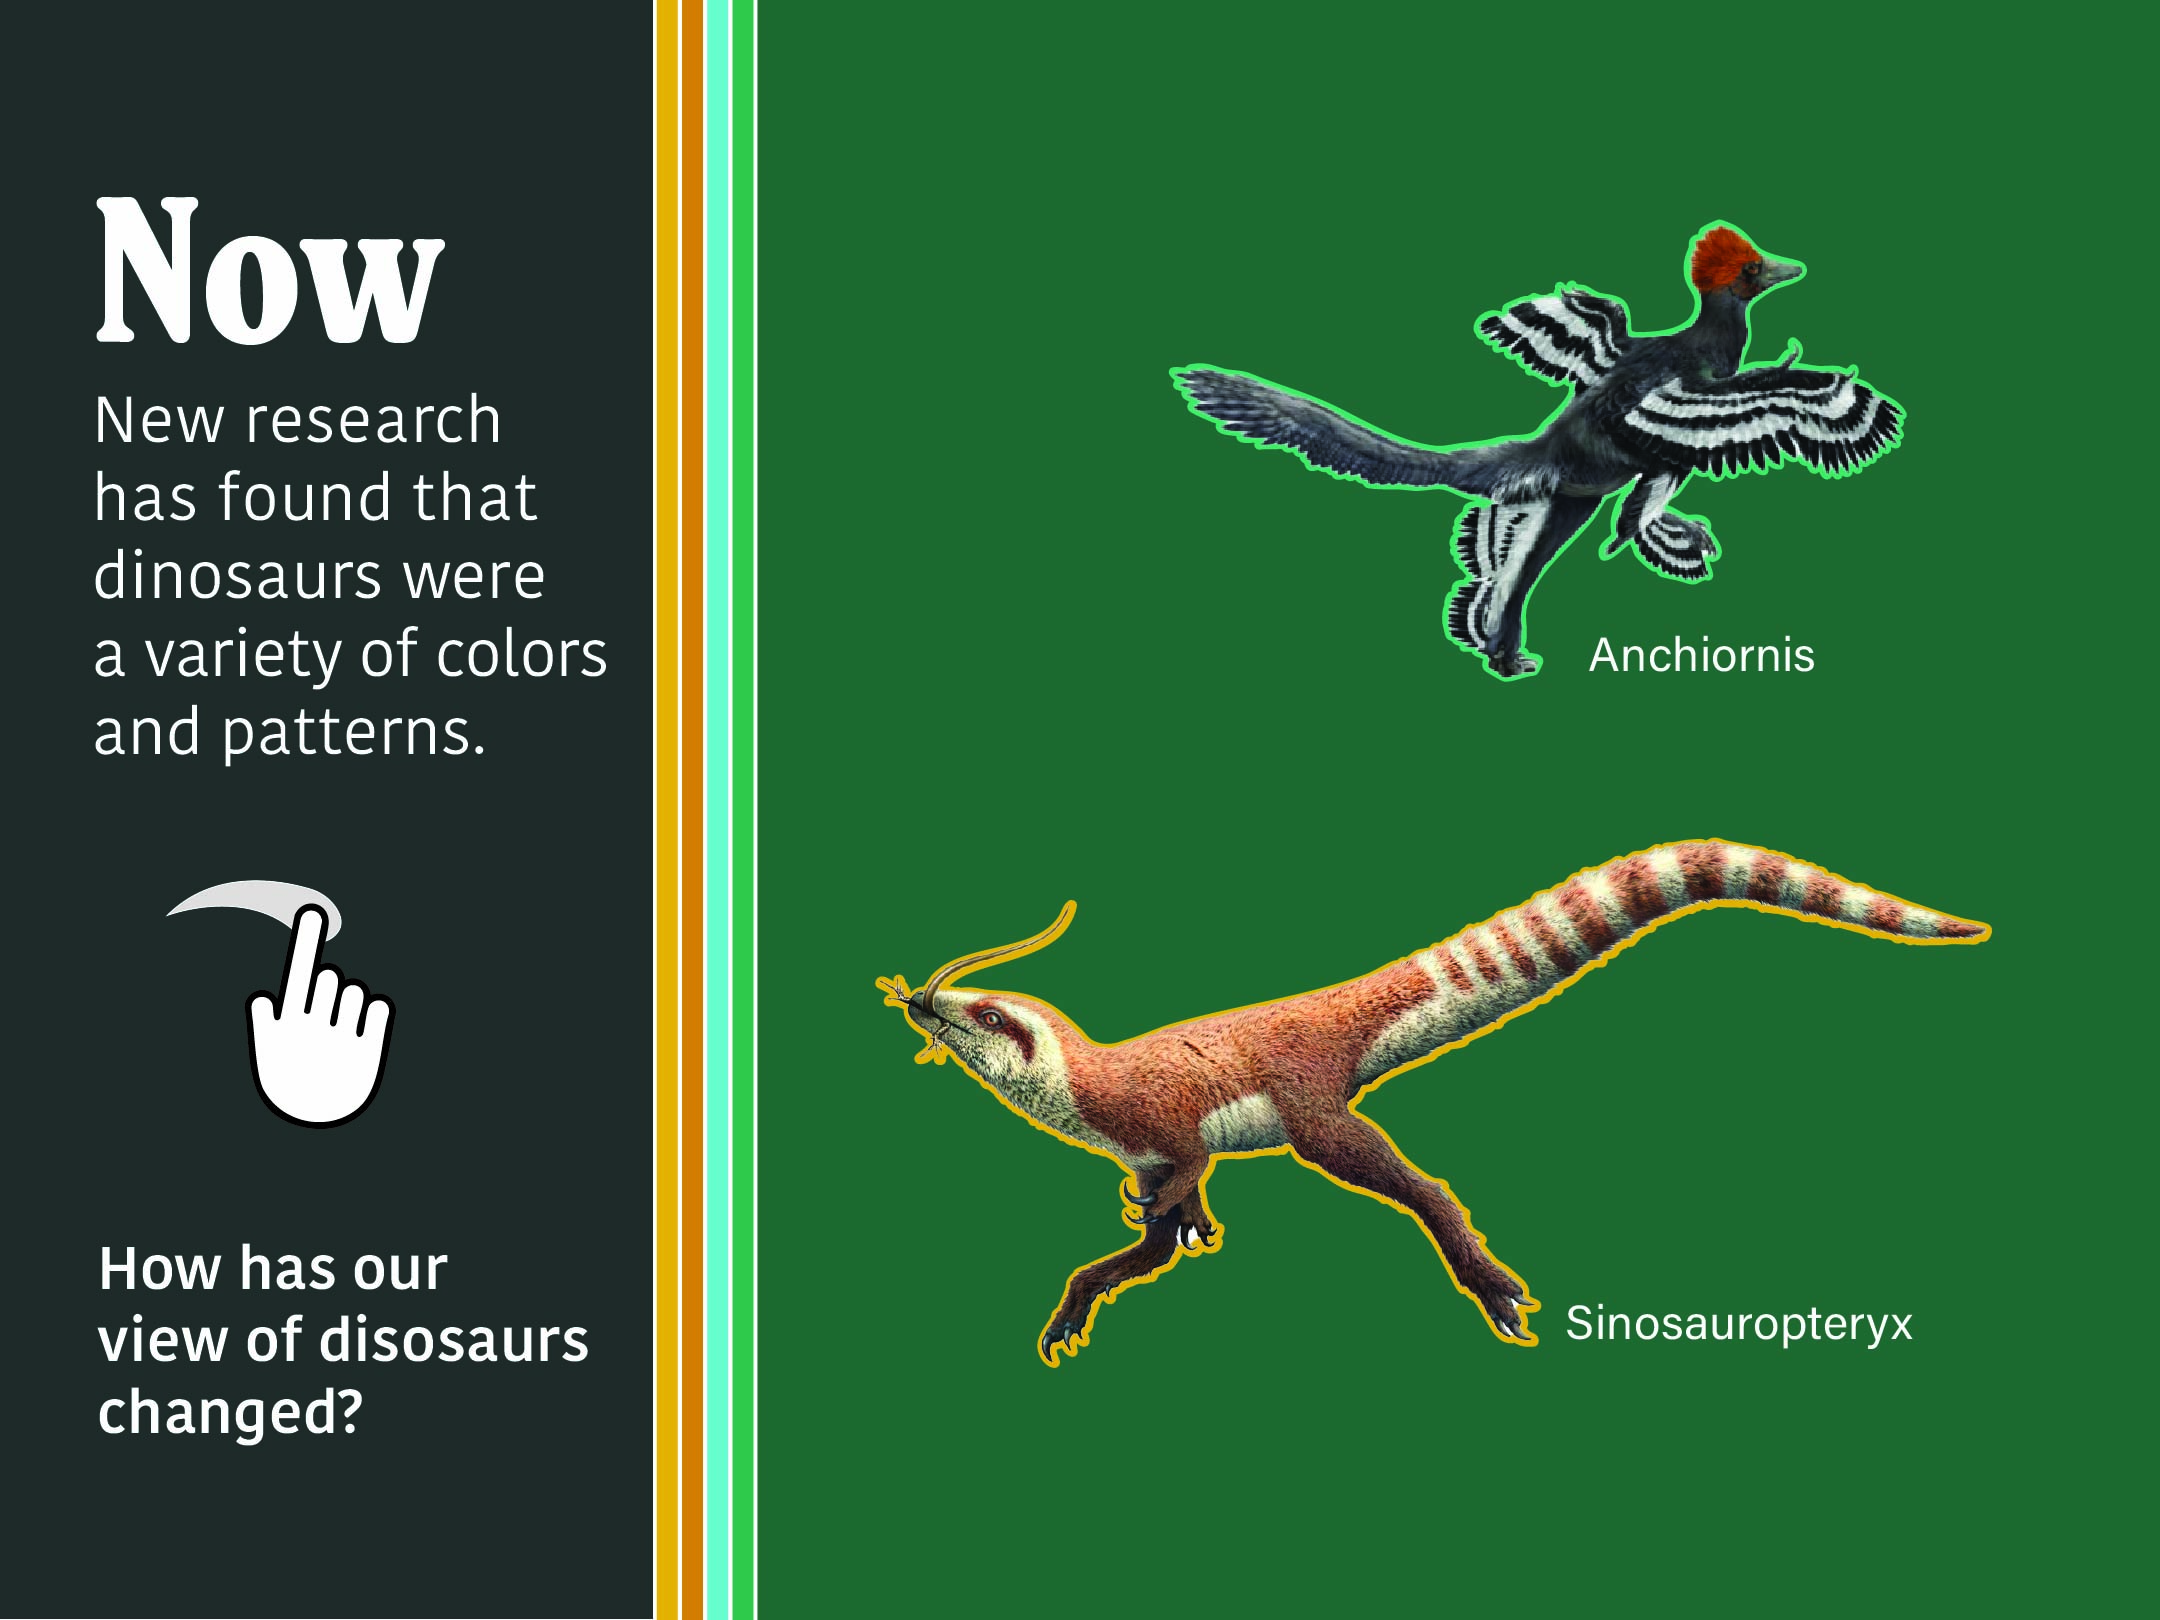 Now
New research
has found that
dinosaurs were
a variety of colors
and patterns.
How has our
view of disosaurs
changed?
Anchiornis
Sinosauropteryx